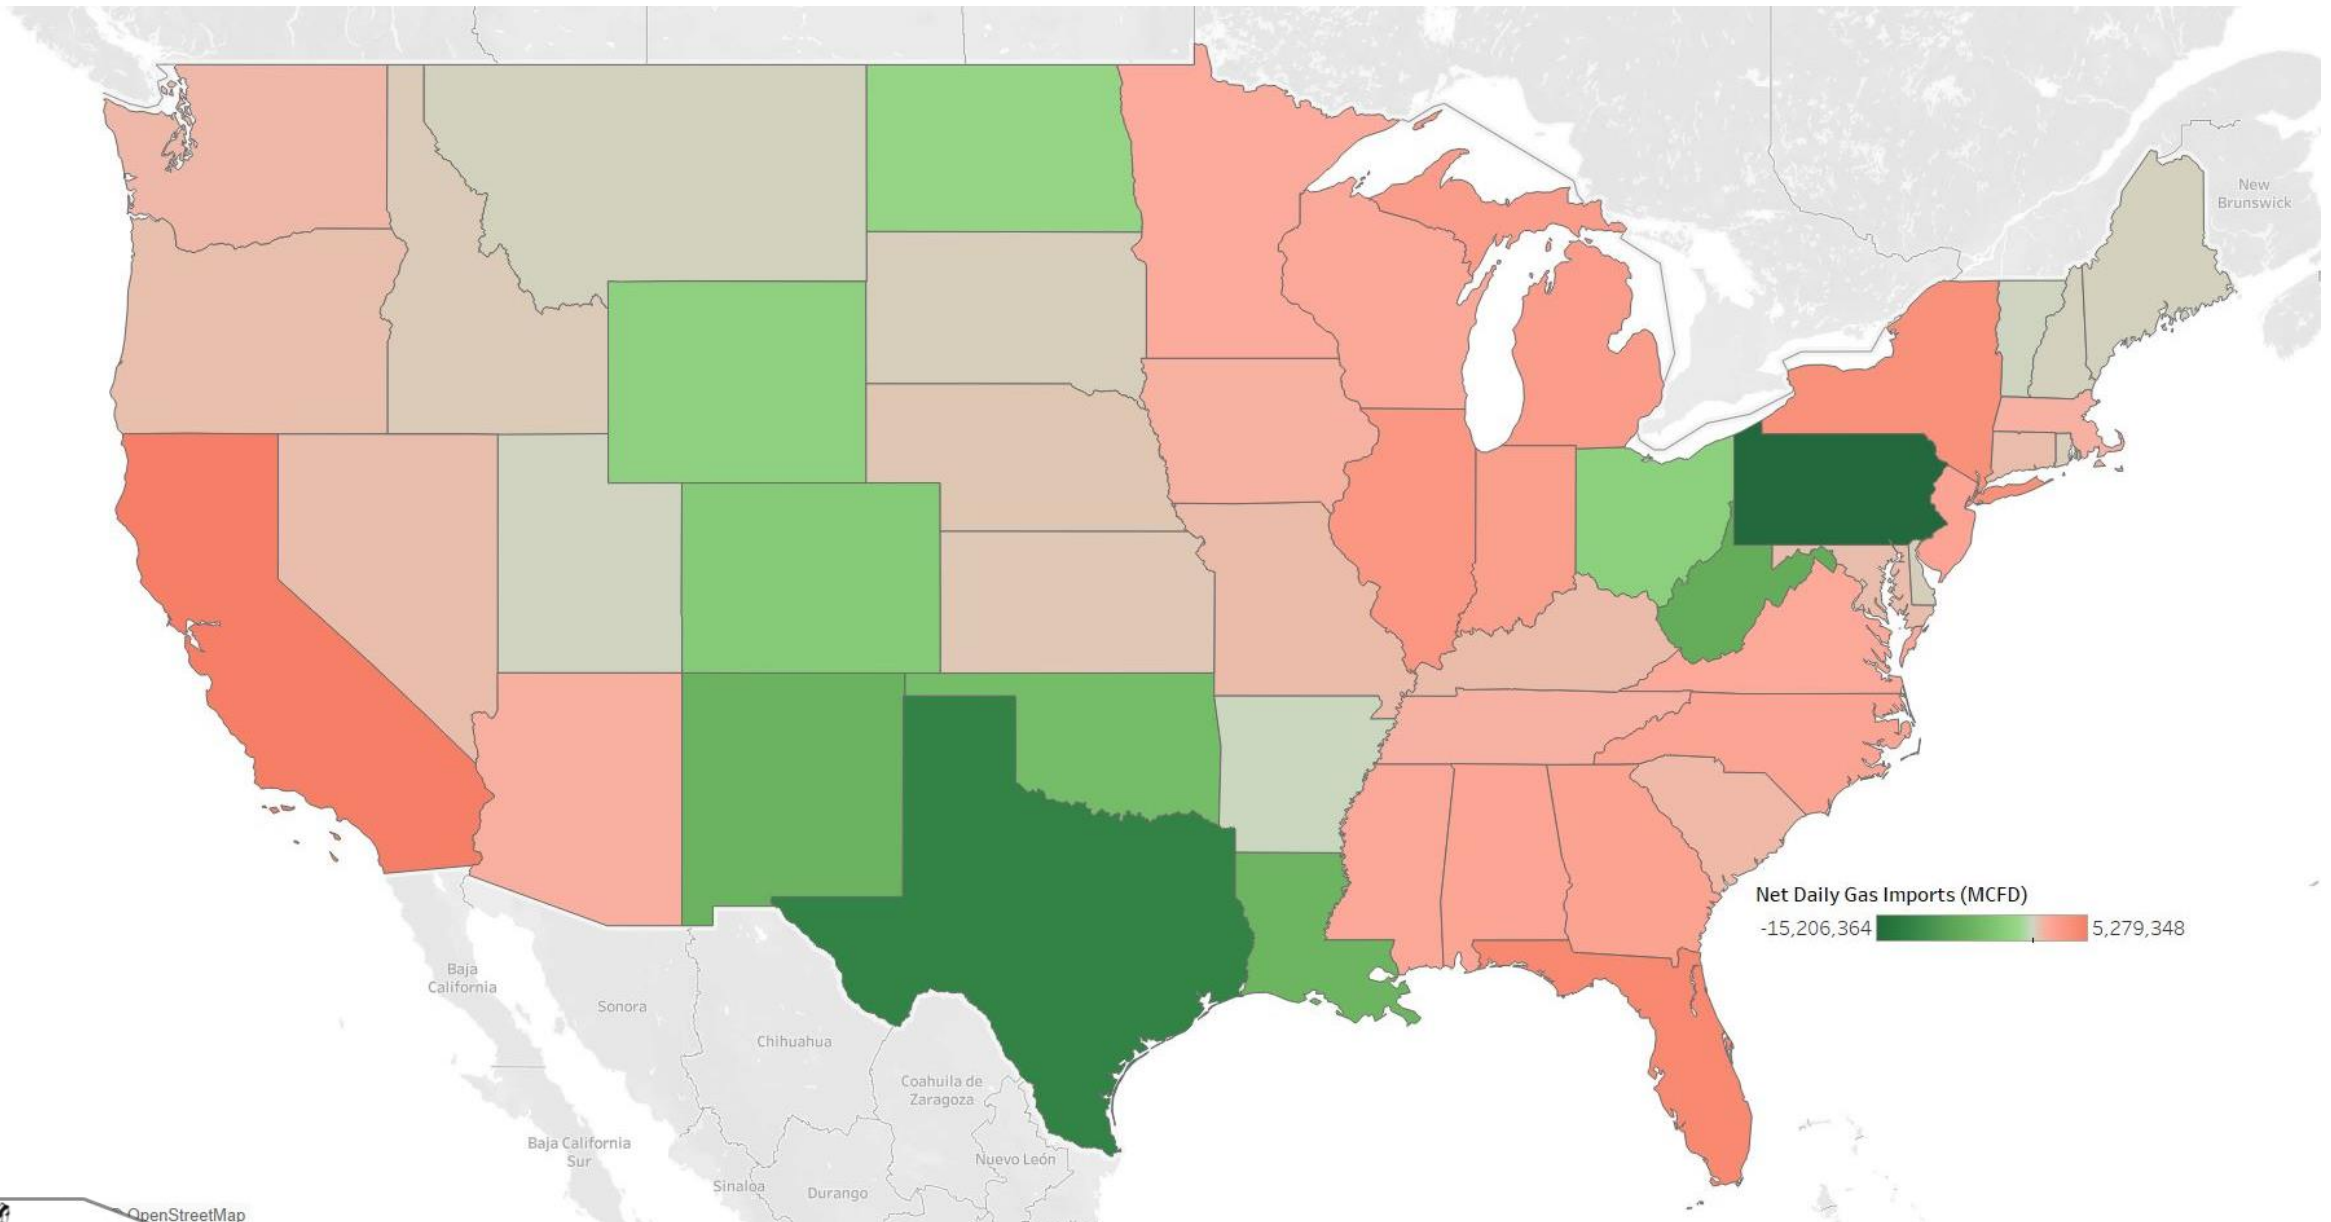 New
Brunswick
Net Daily Gas Imports (MCFD)
-15,206,364
5,279,348
Baja
California
Sonora
Chihuahua
Coahuila de
Zaragoza
Baja California
Sur
Nuevo León
Sinaloa
Durango
OpenStreetMap